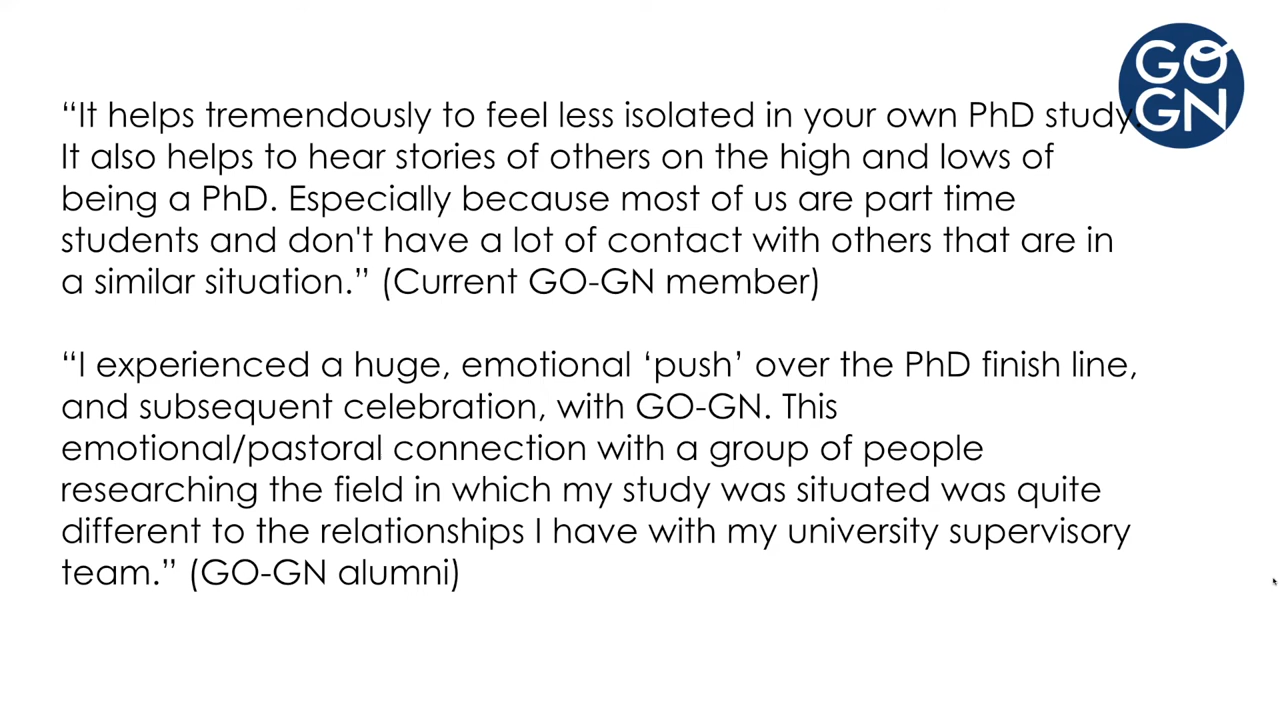 GO
GN
“It helps tremendously to feel less isolated in your own PhD study.
It also helps to hear stories of others on the high and lows of
being a PhD. Especially because most of us are part time
students and don't have a lot of contact with others that are in
a similar situation.” (Current GO-GN member)
“I experienced a huge, emotional ‘push’ over the PhD finish line,
and subsequent celebration, with GO-GN. This
emotional/pastoral connection with a group of people
researching the field in which my study was situated was quite
different to the relationships I have with my university supervisory
team.” (GO-GN alumni)